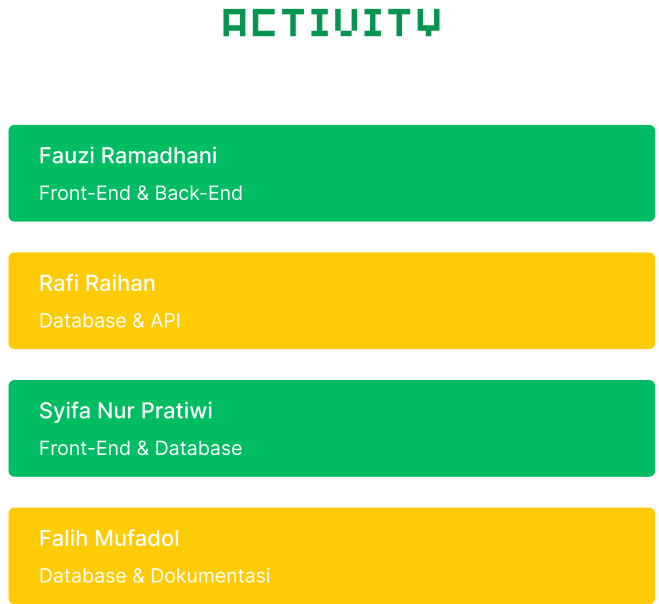 ACTIVITY
Fauzi Ramadhani
Front-End & Back-End
Rafi Raihan
Database & API
Syifa Nur Pratiwi
Front-End & Database
Falih Mufadol
Database & Dokumentasi